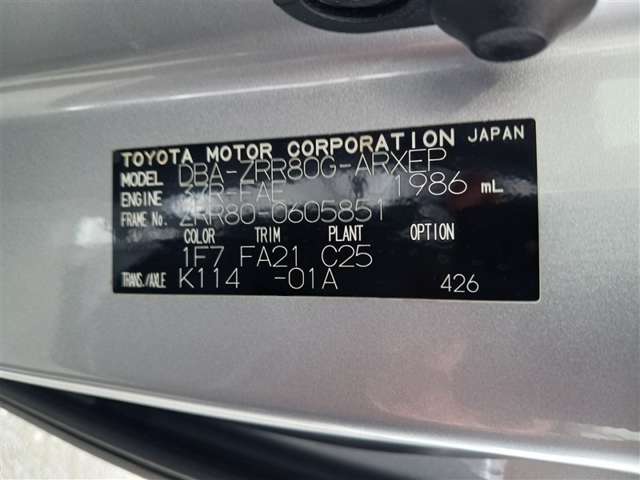 TOYOTA MOTOR CORPORATION JAPAN
MODEL DBA-ZRR80G-ARXEP
ENGINE 3ZR-FAE 1986 mL
FRAME No. ZRR80-0605851
COLOR TRIM PLANT OPTION
1F7 FA21 C25
TRANS./AXLE K114 -01A 426